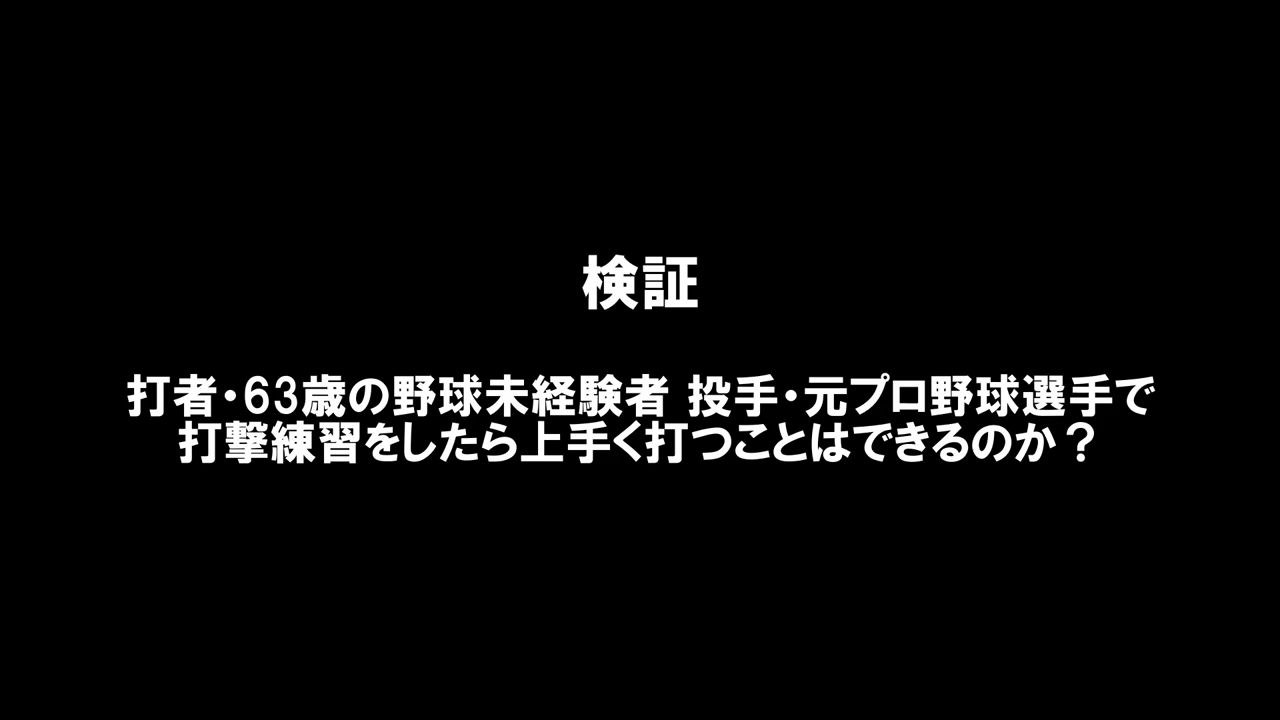 検証
打者・63歳の野球未経験者 投手・元プロ野球選手で
打撃練習をしたら上手く打つことはできるのか？